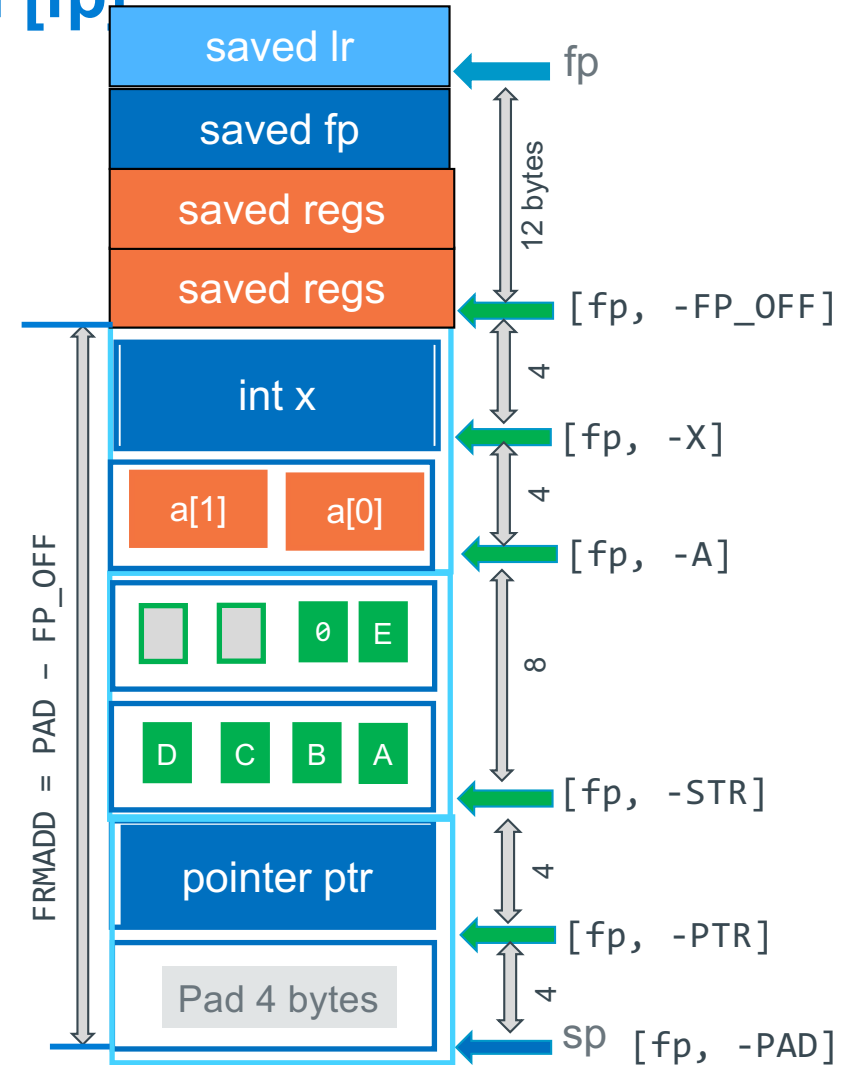 [fp]
saved lr
fp
saved fp
12 bytes
saved regs
saved regs
[fp, -FP_OFF]
4
int x
[fp, -X]
4
a[1] a[0]
[fp, -A]
0 E
8
D C B A
[fp, -STR]
4
pointer ptr
[fp, -PTR]
4
Pad 4 bytes
sp [fp, -PAD]
FRMADD = PAD – FP_OFF